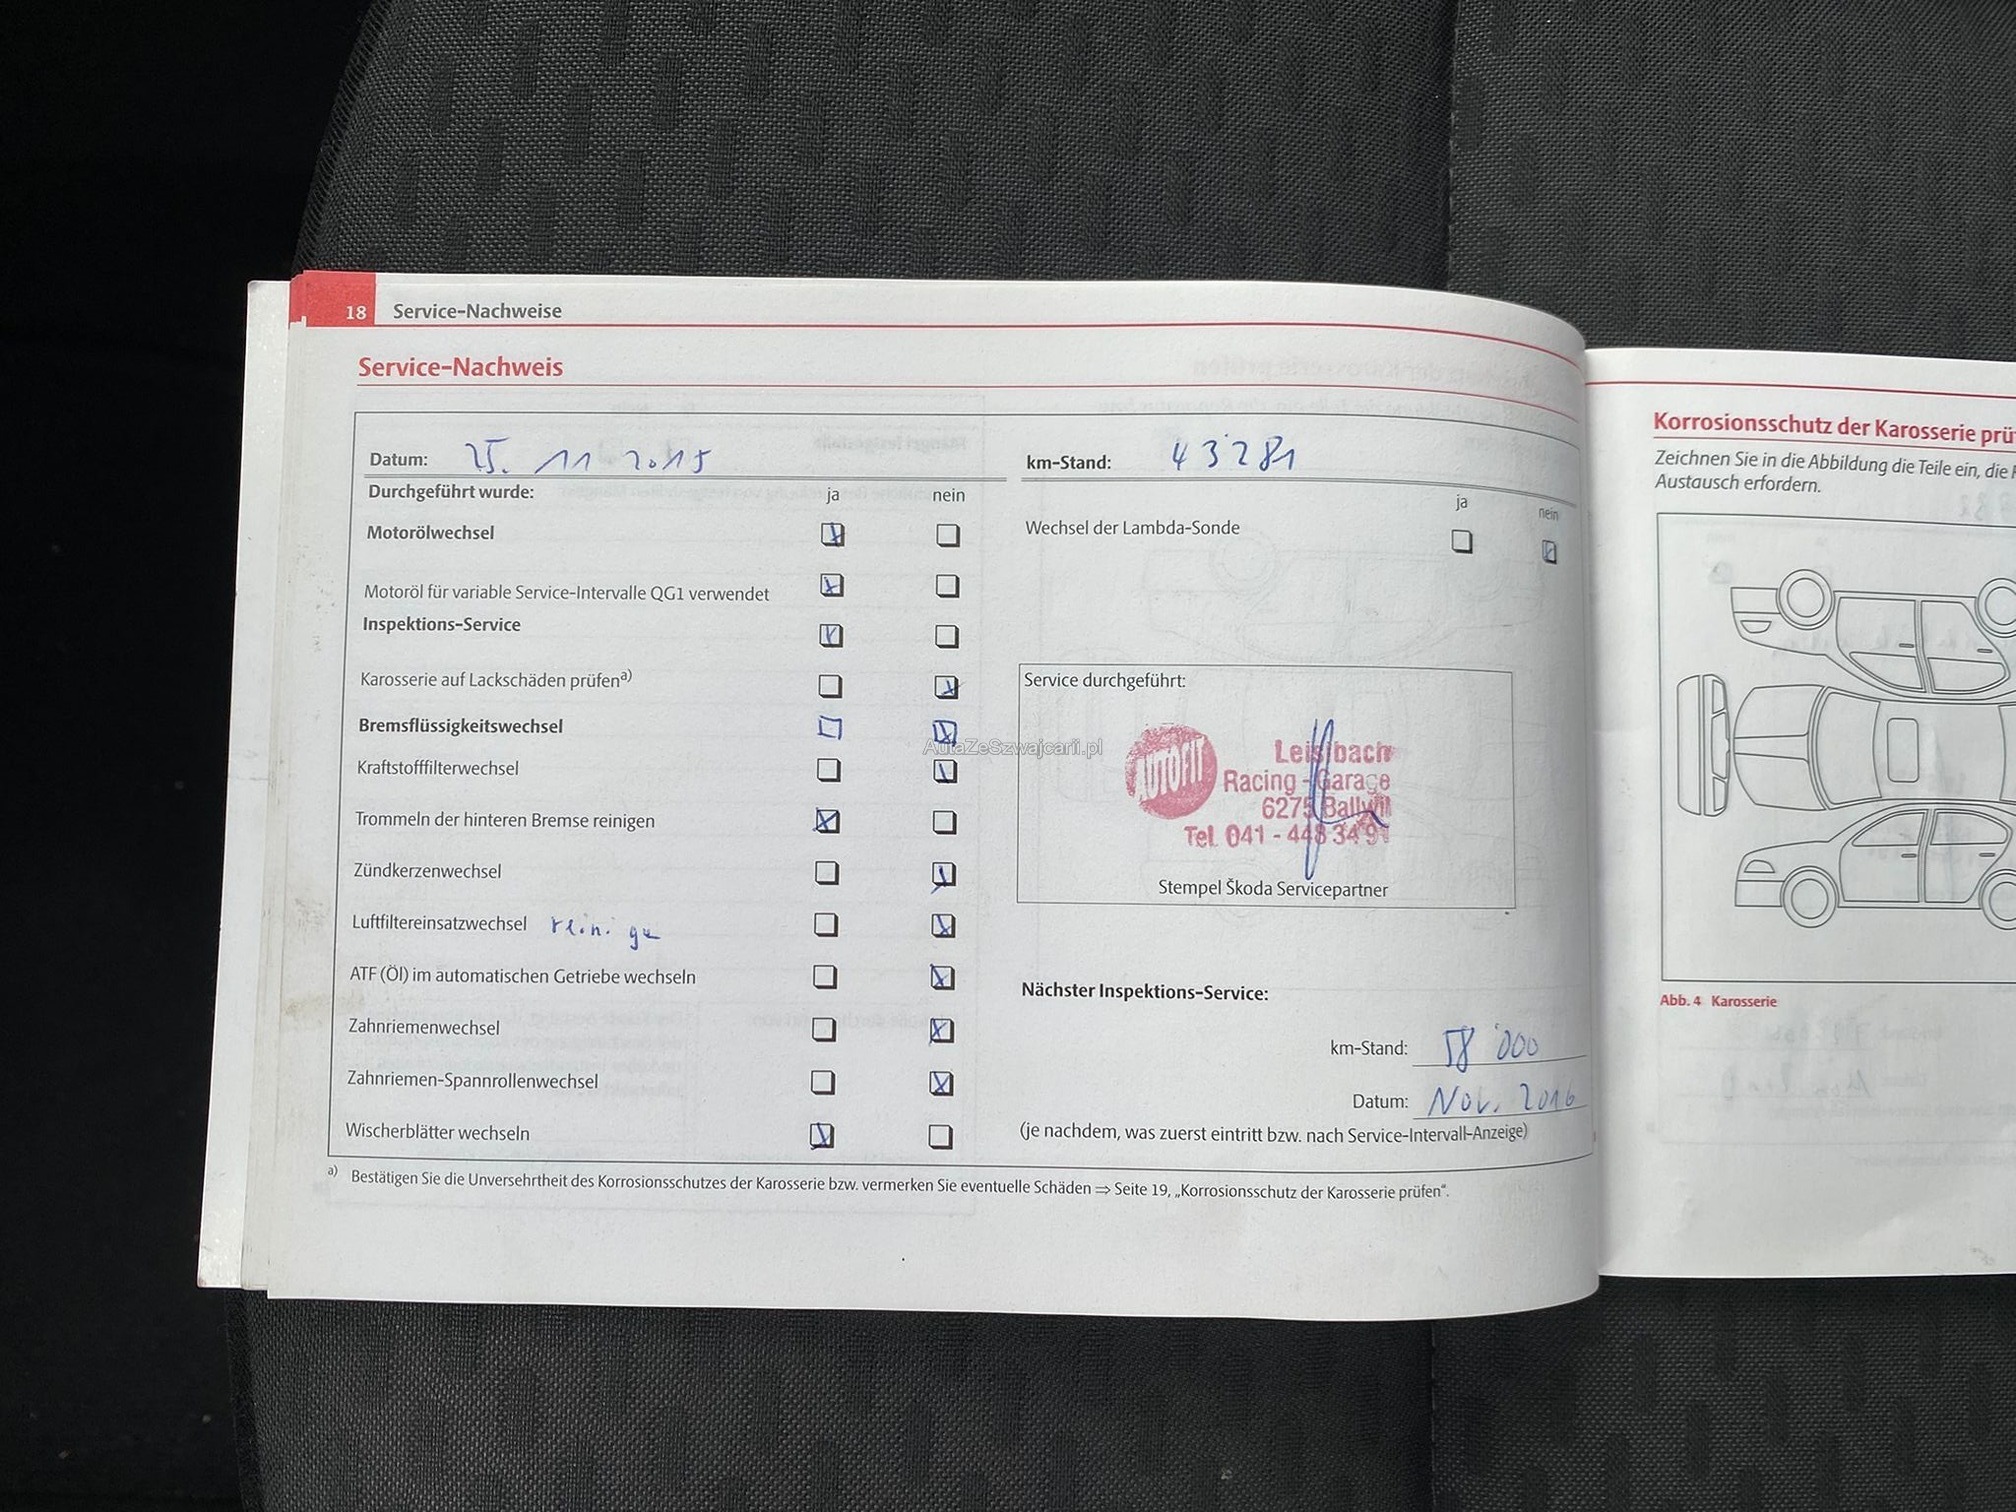 18 Service-Nachweise
Service-Nachweis
Datum: 25. 11 2015
km-Stand: 43'281
Durchgeführt wurde: ja nein
Motorölwechsel
Motoröl für variable Service-Intervalle QG1 verwendet
Inspektions-Service
Karosserie auf Lackschäden prüfen a)
Bremsflüssigkeitswechsel
Kraftstofffilterwechsel
Trommeln der hinteren Bremse reinigen
Zündkerzenwechsel
Luftfiltereinsatzwechsel
ATF (Öl) im automatischen Getriebe wechseln
Zahnriemenwechsel
Zahnriemen-Spannrollenwechsel
Wischerblätter wechseln
ja nein
Wechsel der Lambda-Sonde
Service durchgeführt:
AUTOFIT
Leisibach
Racing - Garage
6275 Ballwil
Tel. 041 - 448 34 91
Stempel Škoda Servicepartner
Nächster Inspektions-Service:
km-Stand: 58'000
Datum: Nov. 2016
(je nachdem, was zuerst eintritt bzw. nach Service-Intervall-Anzeige)
a) Bestätigen Sie die Unversehrtheit des Korrosionsschutzes der Karosserie bzw. vermerken Sie eventuelle Schäden ⇒ Seite 19, „Korrosionsschutz der Karosserie prüfen“.
AutaZeSzwajcarii.pl
Korrosionsschutz der Karosserie prü
Zeichnen Sie in die Abbildung die Teile ein, die
Austausch erfordern.
Abb. 4 Karosserie